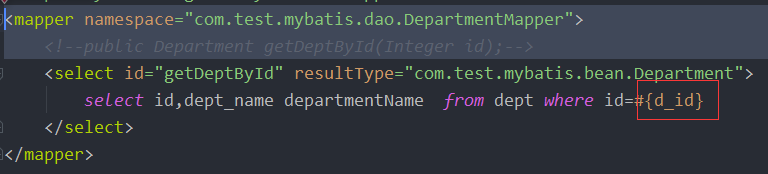 <mapper namespace="com.test.mybatis.dao.DepartmentMapper">
<!--public Department getDeptById(Integer id);-->
<select id="getDeptById" resultType="com.test.mybatis.bean.Department">
select id,dept_name departmentName  from dept where id=#{d_id}
</select>
</mapper>